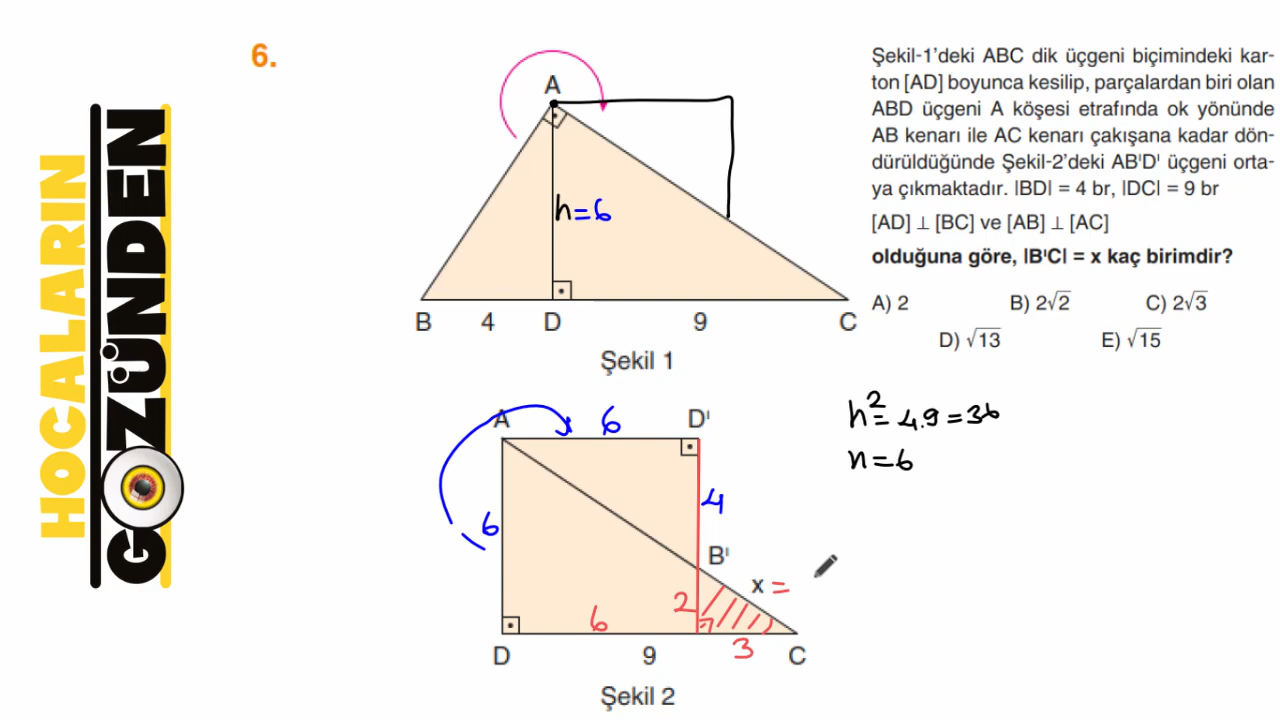 6.
HOCALARIN
GÖZÜNDEN
A
h=6
B 4 D 9 C
Şekil 1
Şekil-1'deki ABC dik üçgeni biçimindeki kar-
ton [AD] boyunca kesilip, parçalardan biri olan
ABD üçgeni A köşesi etrafında ok yönünde
AB kenarı ile AC kenarı çakışana kadar dön-
dürüldüğünde Şekil-2'deki AB'D' üçgeni orta-
ya çıkmaktadır. |BD| = 4 br, |DC| = 9 br
[AD] ⊥ [BC] ve [AB] ⊥ [AC]
olduğuna göre, |B'C| = x kaç birimdir?
A) 2 B) 2√2 C) 2√3
D) √13 E) √15
h²=4.9=36
h=6
A 6 D'
6 4
B'
x =
2
6 3
D 9 C
Şekil 2